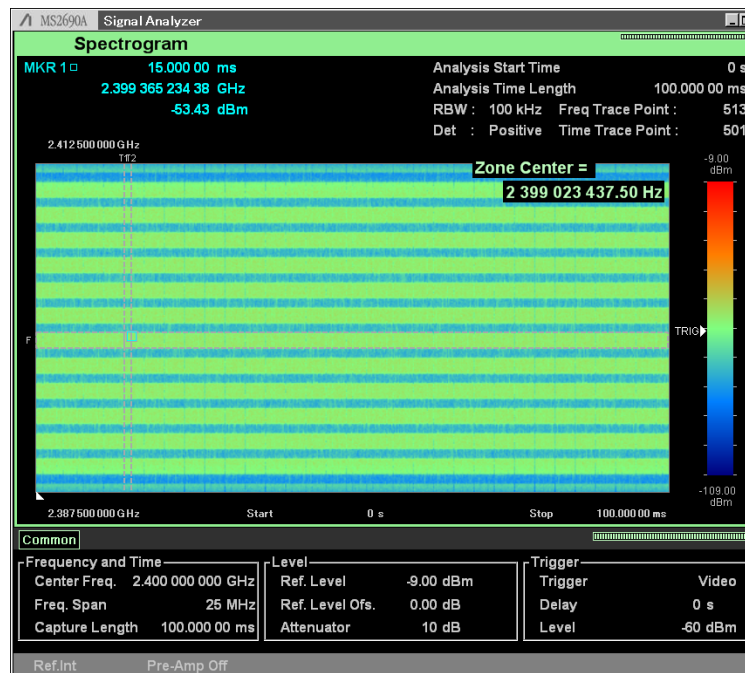 MS2690A Signal Analyzer
Spectrogram
MKR 1 15.000 00 ms
2.399 365 234 38 GHz
-53.43 dBm
Analysis Start Time 0 s
Analysis Time Length 100.000 00 ms
RBW : 100 kHz Freq Trace Point : 513
Det : Positive Time Trace Point : 501
2.412 500 000 GHz
T1T2
Zone Center =
2 399 023 437.50 Hz
-9.00
dBm
F
TRIG
-109.00
dBm
2.387 500 000 GHz Start 0 s Stop 100.000 00 ms
Common
Frequency and Time
Center Freq. 2.400 000 000 GHz
Freq. Span 25 MHz
Capture Length 100.000 00 ms
Level
Ref. Level -9.00 dBm
Ref. Level Ofs. 0.00 dB
Attenuator 10 dB
Trigger
Trigger Video
Delay 0 s
Level -60 dBm
Ref.Int Pre-Amp Off